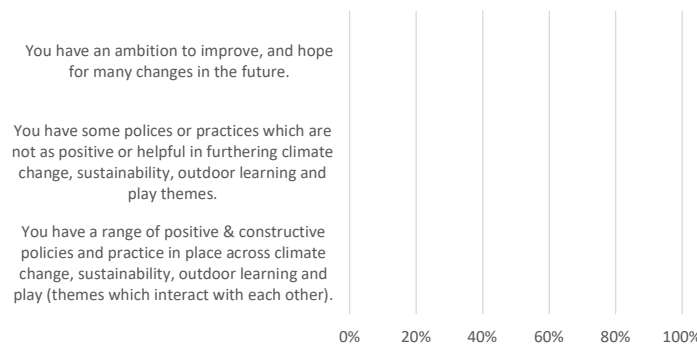 You have an ambition to improve, and hope
for many changes in the future.
You have some polices or practices which are
not as positive or helpful in furthering climate
change, sustainability, outdoor learning and
play themes.
You have a range of positive & constructive
policies and practice in place across climate
change, sustainability, outdoor learning and
play (themes which interact with each other).
0% 20% 40% 60% 80% 100%